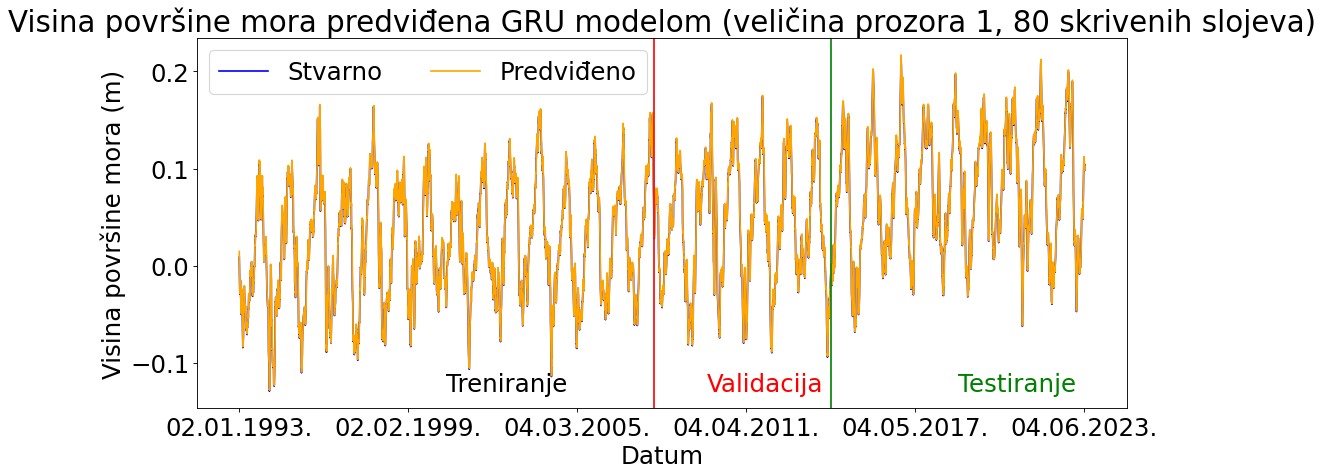 Visina površine mora predviđena GRU modelom (veličina prozora 1, 80 skrivenih slojeva)
Stvarno
Predviđeno
Visina površine mora (m)
0.2
0.1
0.0
−0.1
Treniranje
Validacija
Testiranje
02.01.1993.
02.02.1999.
04.03.2005.
04.04.2011.
04.05.2017.
04.06.2023.
Datum